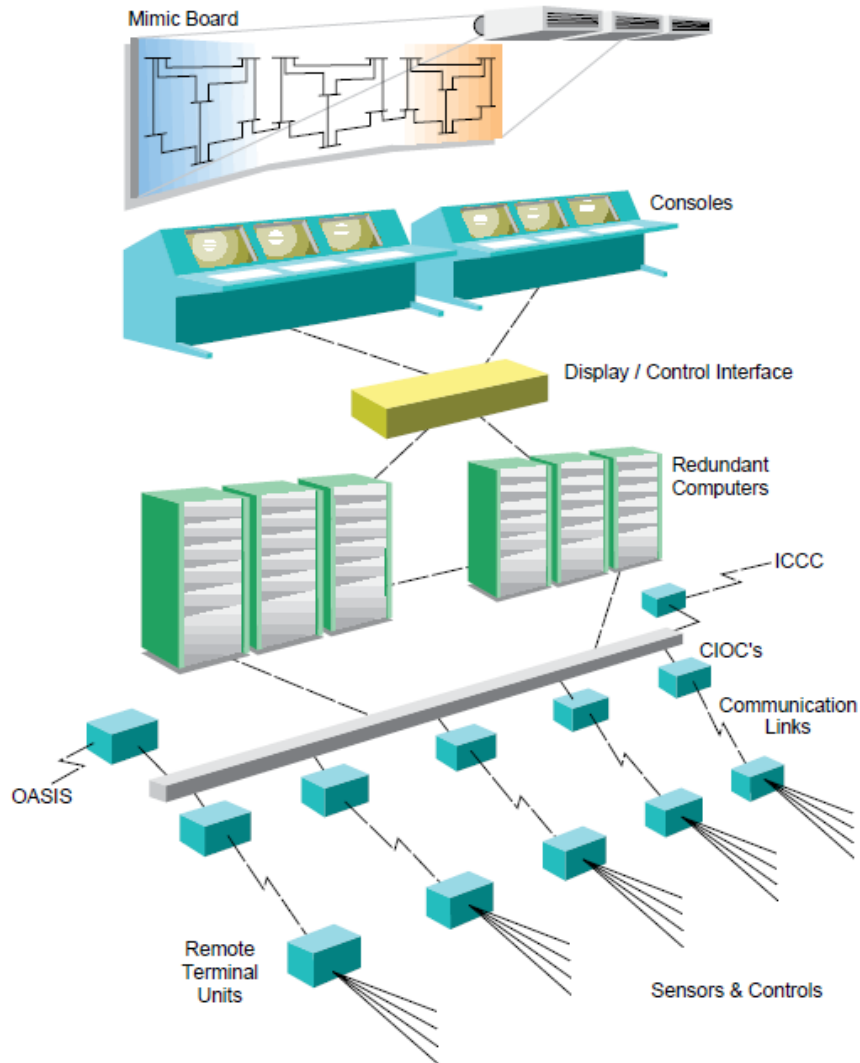 Mimic Board
Consoles
Display / Control Interface
Redundant
Computers
ICCC
CIOC's
Communication
Links
OASIS
Remote
Terminal
Units
Sensors & Controls